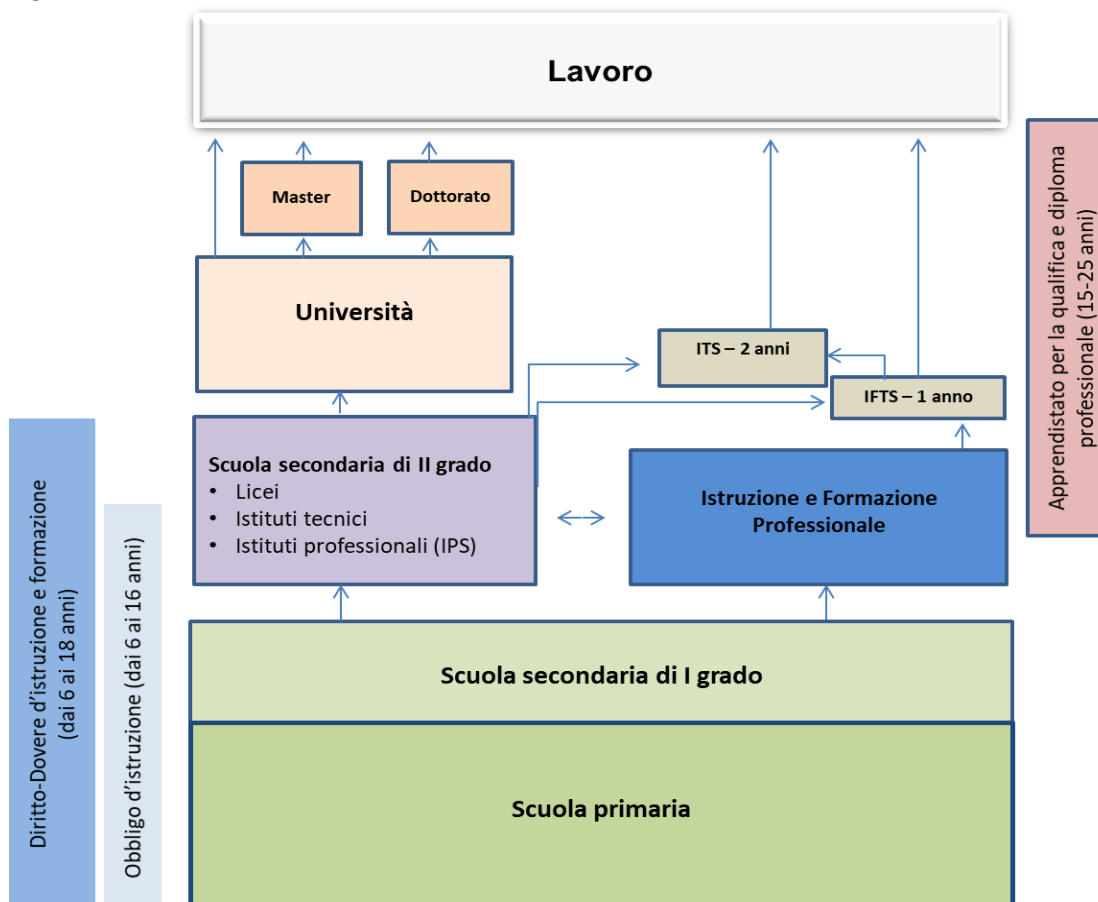 Lavoro
Master
Dottorato
Università
ITS – 2 anni
IFTS – 1 anno
Scuola secondaria di II grado
• Licei
• Istituti tecnici
• Istituti professionali (IPS)
Istruzione e Formazione
Professionale
Scuola secondaria di I grado
Scuola primaria
Diritto-Dovere d’istruzione e formazione
(dai 6 ai 18 anni)
Obbligo d’istruzione (dai 6 ai 16 anni)
Apprendistato per la qualifica e diploma
professionale (15-25 anni)